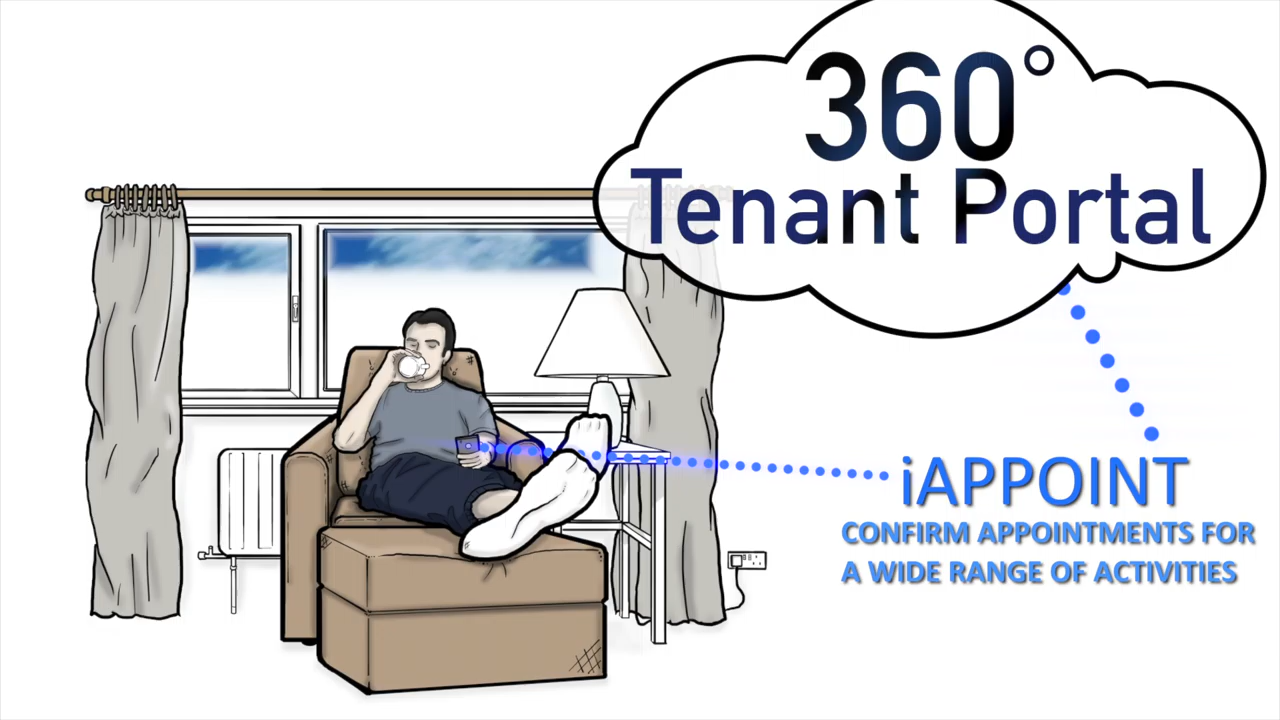 360°
Tenant Portal
iAPPOINT
CONFIRM APPOINTMENTS FOR
A WIDE RANGE OF ACTIVITIES